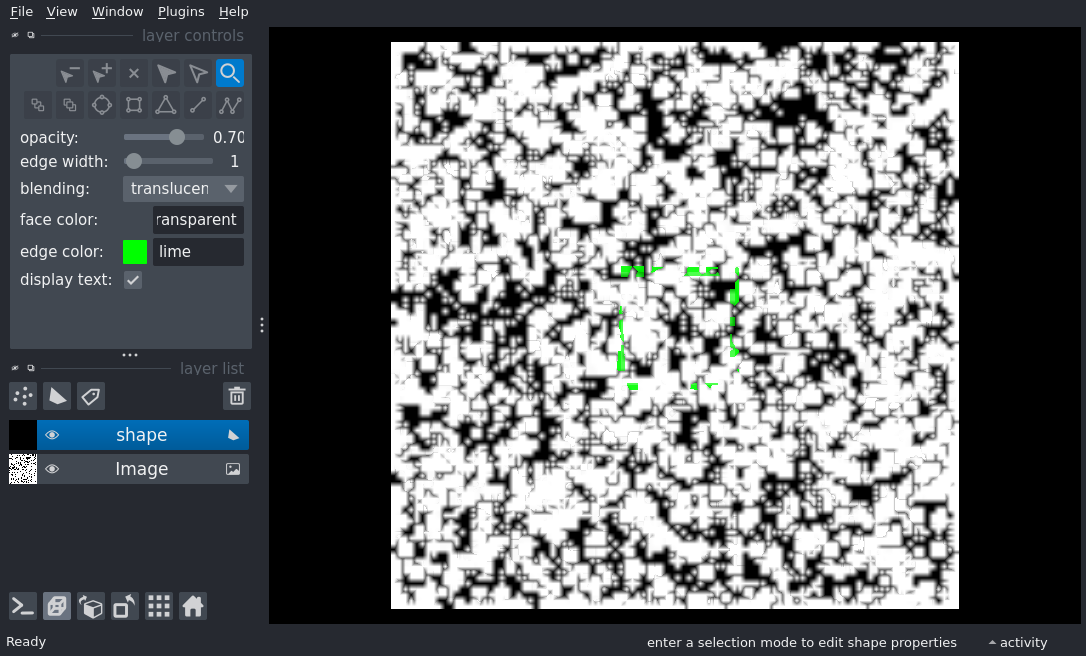 File View Window Plugins Help
layer controls
opacity: 0.70
edge width: 1
blending: translucen
face color: ransparent
edge color: lime
display text:
layer list
shape
Image
Ready enter a selection mode to edit shape properties activity